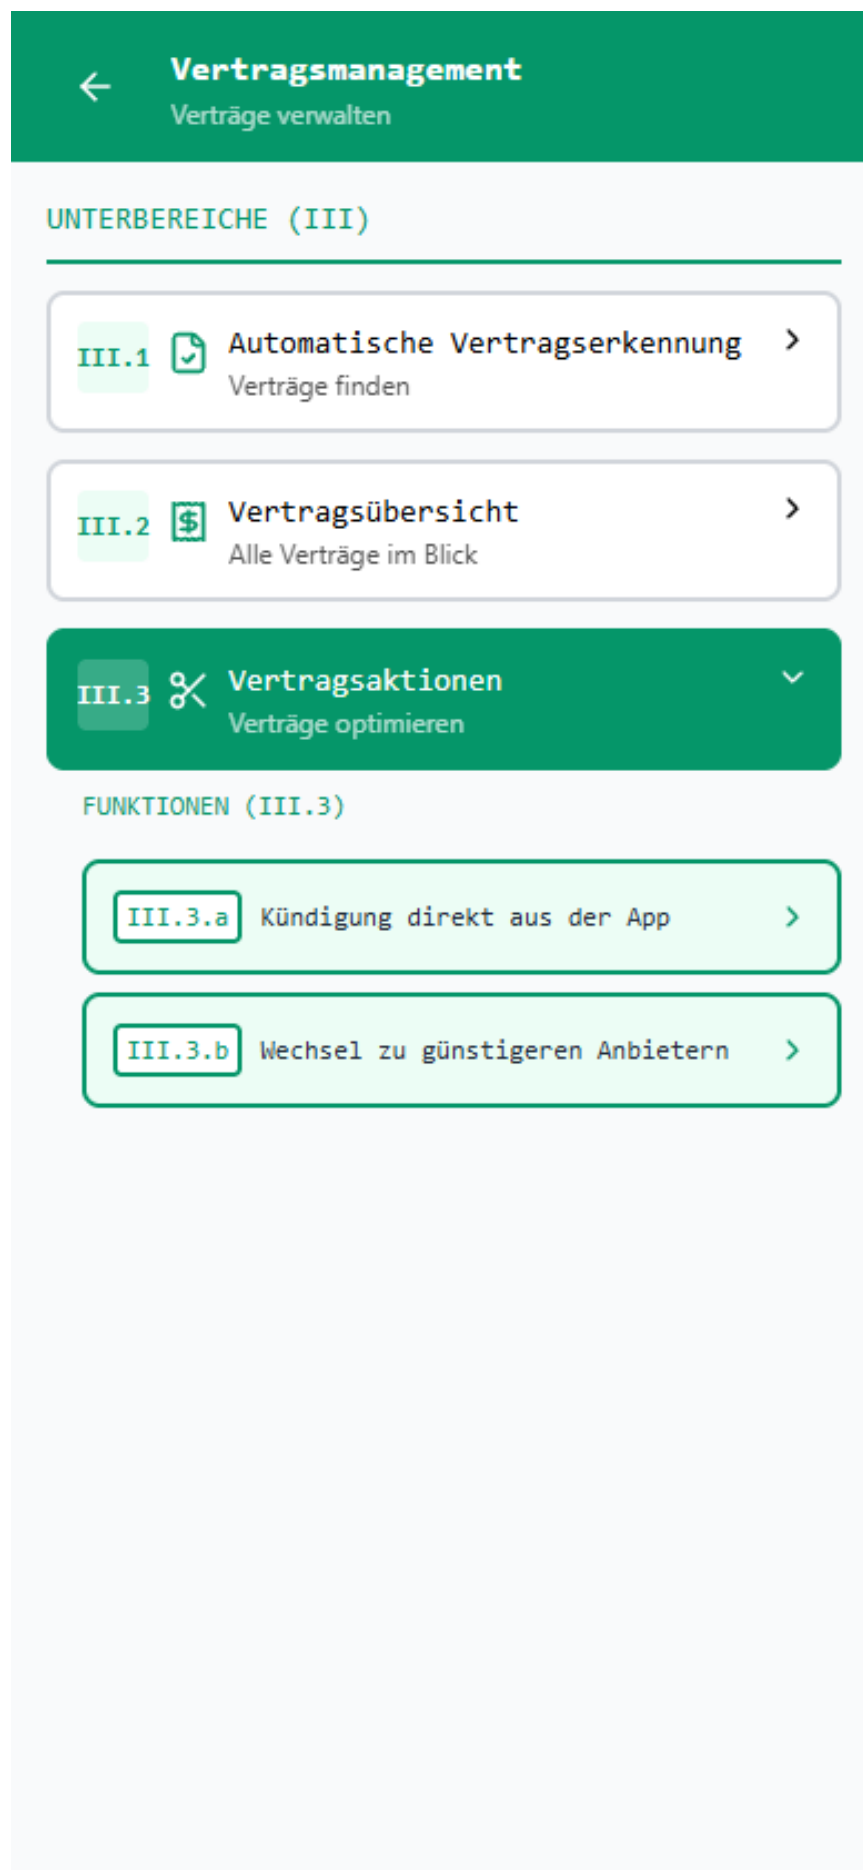 Vertragsmanagement
Verträge verwalten
UNTERBEREICHE (III)
III.1 Automatische Vertragserkennung
Verträge finden
III.2 Vertragsübersicht
Alle Verträge im Blick
III.3 Vertragsaktionen
Verträge optimieren
FUNKTIONEN (III.3)
III.3.a Kündigung direkt aus der App
III.3.b Wechsel zu günstigeren Anbietern